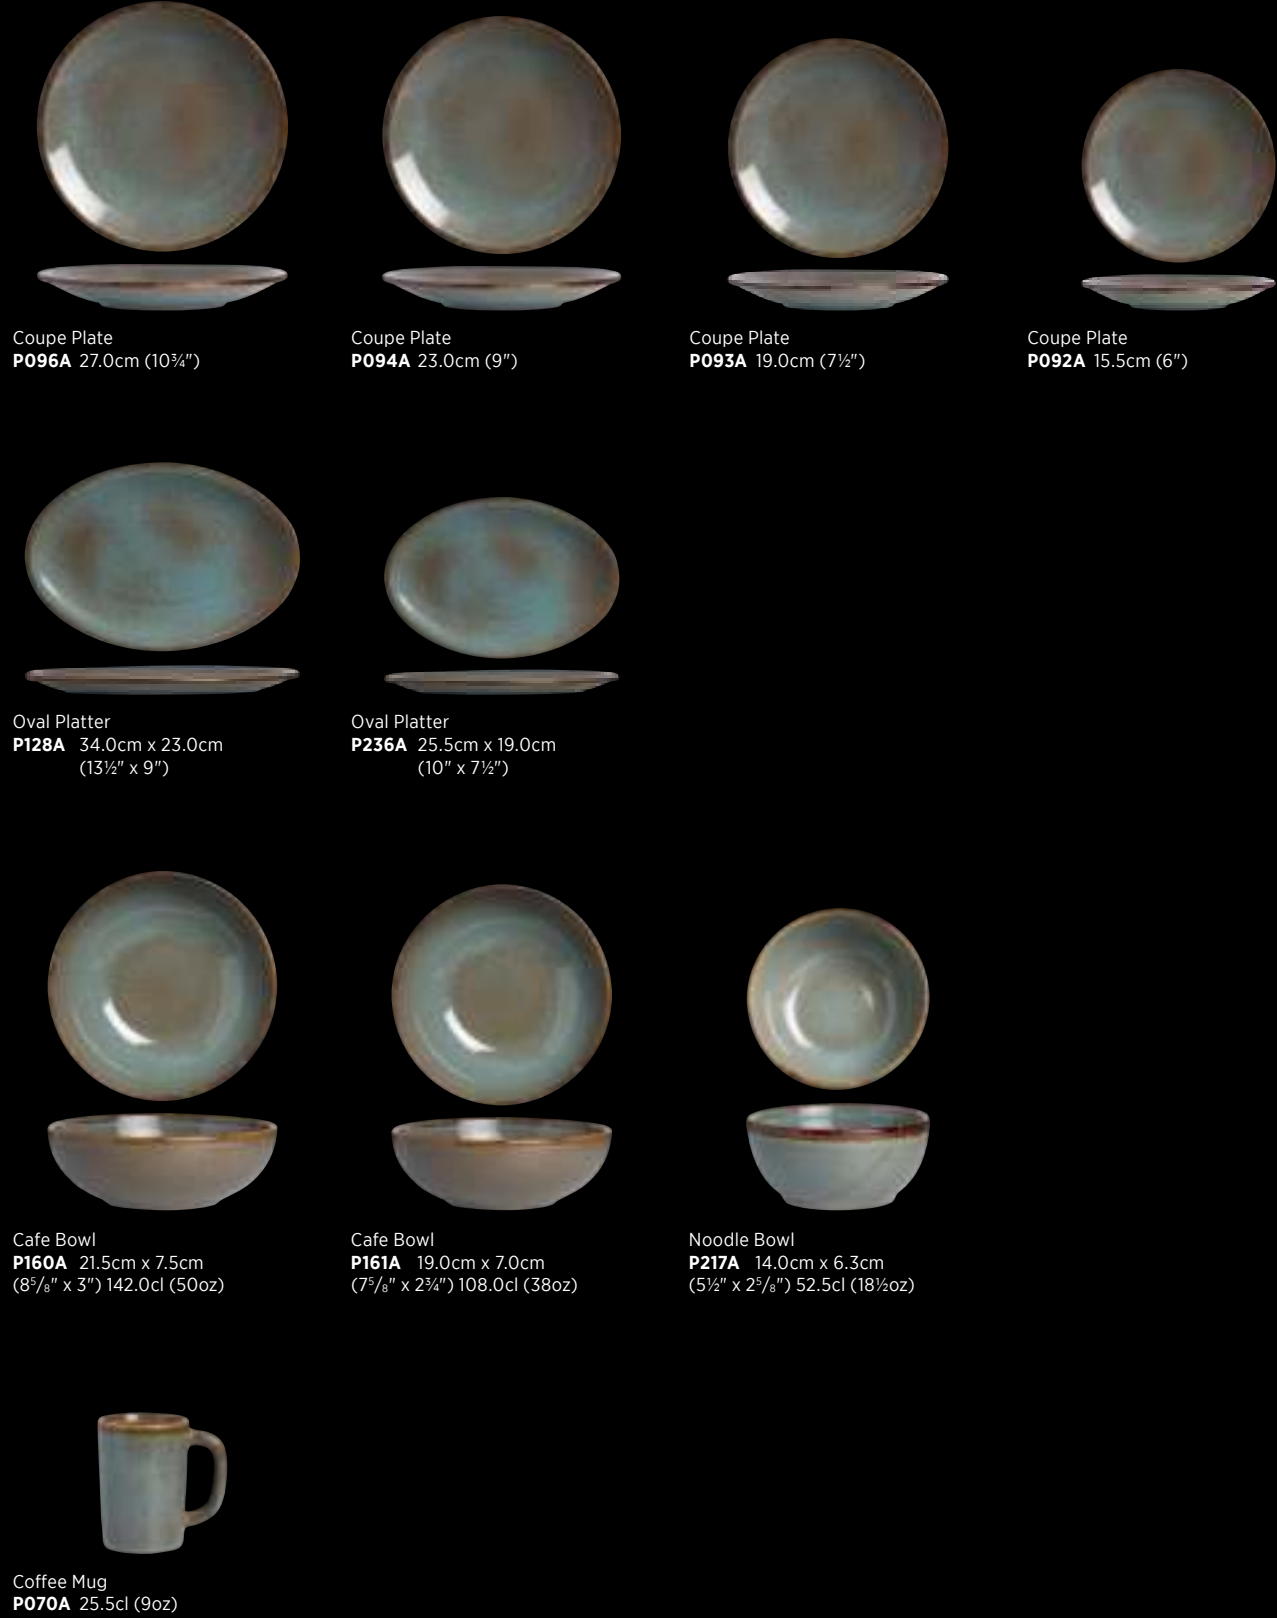 Coupe Plate
P096A 27.0cm (10¾")
Coupe Plate
P094A 23.0cm (9")
Coupe Plate
P093A 19.0cm (7½")
Coupe Plate
P092A 15.5cm (6")
Oval Platter
P128A 34.0cm x 23.0cm
(13½" x 9")
Oval Platter
P236A 25.5cm x 19.0cm
(10" x 7½")
Cafe Bowl
P160A 21.5cm x 7.5cm
(8⁵/₈" x 3") 142.0cl (50oz)
Cafe Bowl
P161A 19.0cm x 7.0cm
(7⁵/₈" x 2¾") 108.0cl (38oz)
Noodle Bowl
P217A 14.0cm x 6.3cm
(5½" x 2⁵/₈") 52.5cl (18½oz)
Coffee Mug
P070A 25.5cl (9oz)